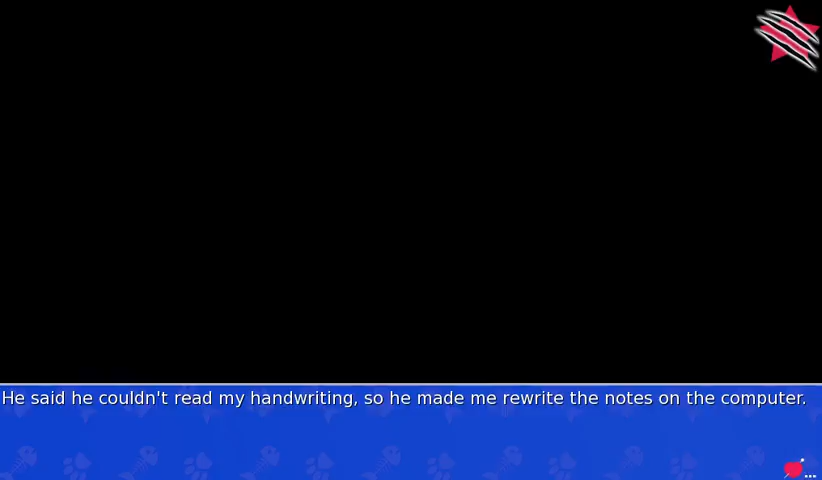 He said he couldn't read my handwriting, so he made me rewrite the notes on the computer.